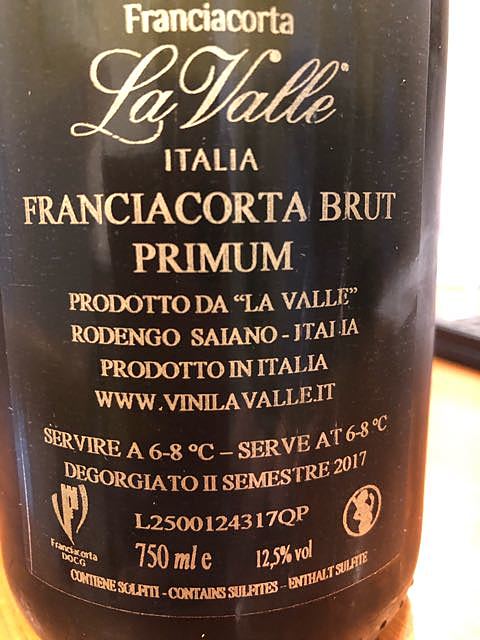 Franciacorta
La Valle®
ITALIA
FRANCIACORTA BRUT
PRIMUM
PRODOTTO DA “LA VALLE”
RODENGO SAIANO - ITALIA
PRODOTTO IN ITALIA
WWW.VINILAVALLE.IT
SERVIRE A 6-8 °C – SERVE AT 6-8 °C
DEGORGIATO II SEMESTRE 2017
L2500124317QP
Franciacorta
DOCG
750 ml e 12,5% vol
CONTIENE SOLFITI - CONTAINS SULFITES - ENTHALT SULFITE